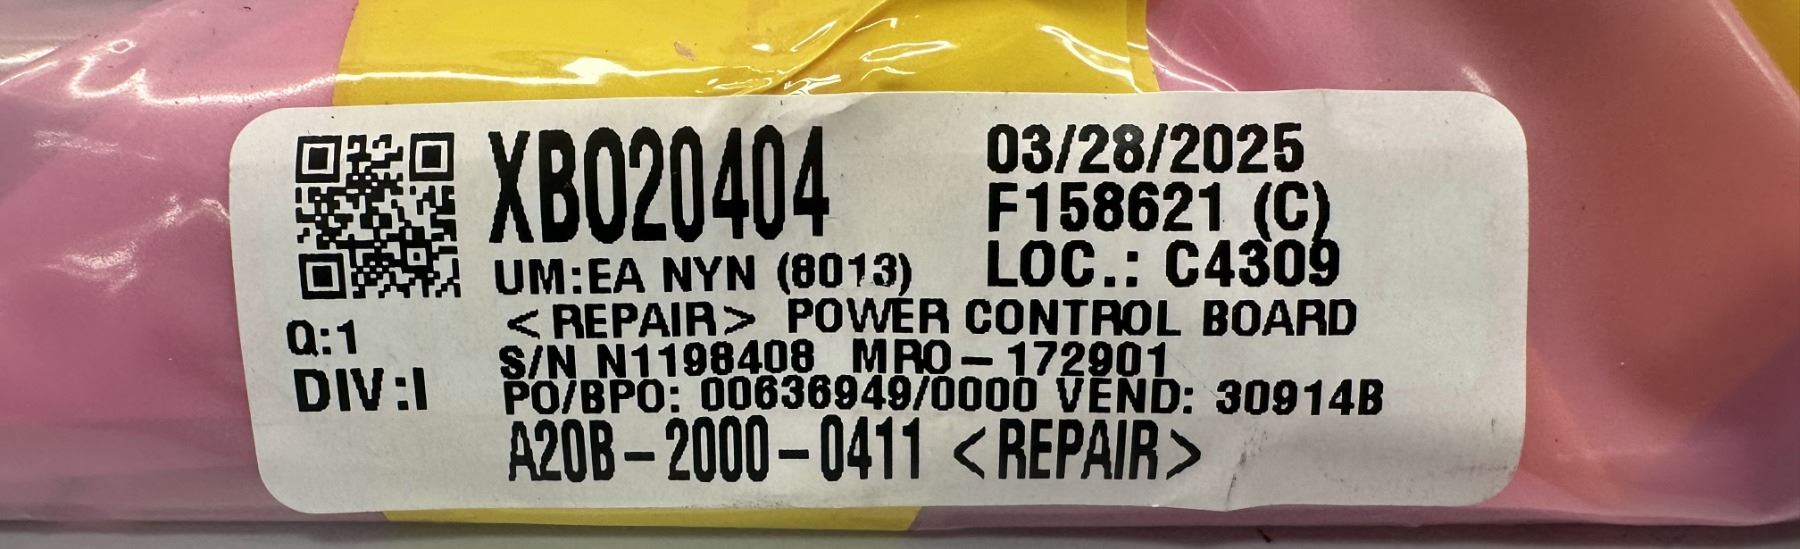 XBO20404
03/28/2025
F158621 (C)
UM:EA NYN (8013)
LOC.: C4309
<REPAIR> POWER CONTROL BOARD
Q:1
S/N N1198408 MRO-172901
DIV:I
PO/BPO: 00636949/0000 VEND: 30914B
A20B-2000-0411 <REPAIR>